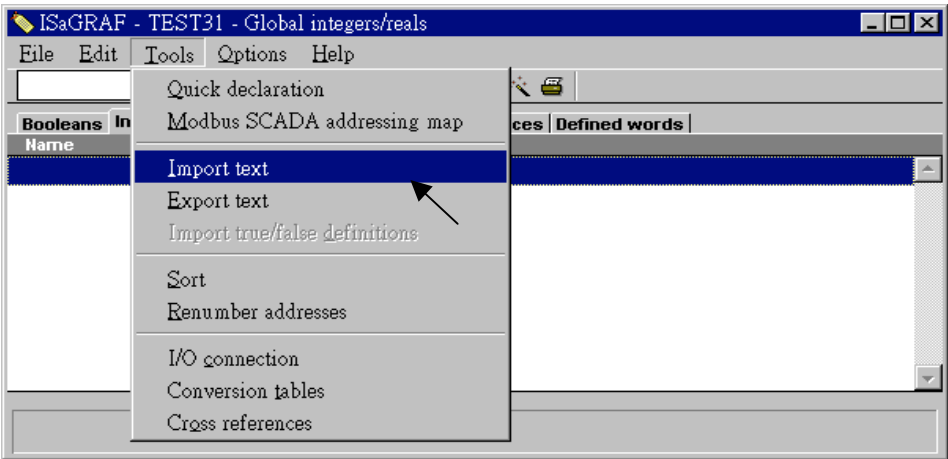 ISaGRAF - TEST31 - Global integers/reals
File Edit Tools Options Help
Quick declaration
Modbus SCADA addressing map
Booleans In ces Defined words
Name
Import text
Export text
Import true/false definitions
Sort
Renumber addresses
I/O connection
Conversion tables
Cross references